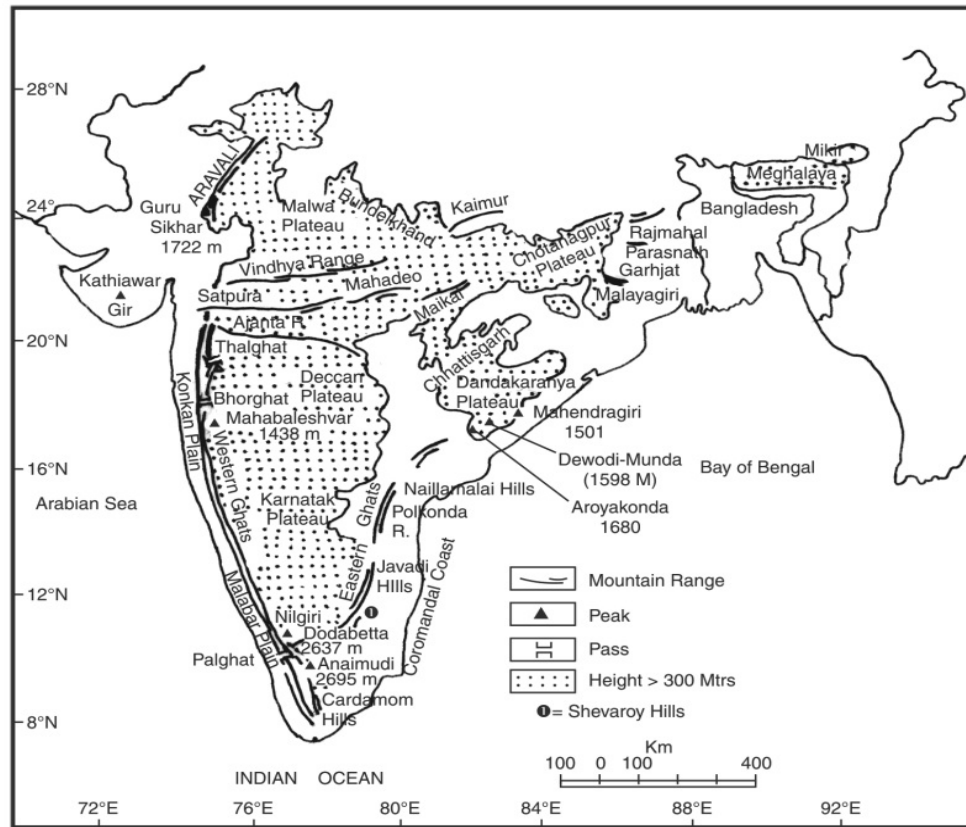 28°N
Mikir
Meghalaya
ARAVALI
24°
Guru
Sikhar
1722 m
Malwa
Plateau
Bundelkhand
Kaimur
Bangladesh
Chotanagpur
Plateau
Rajmahal
Parasnath
Garhjat
Malayagiri
Vindhya Range
Mahadeo
Kathiawar
Gir
Satpura
Maikal
Ajanta R.
20°N
Thalghat
Chhattisgarh
Deccan
Plateau
Dandakaranya
Plateau
Konkan Plain
Bhorghat
Mahabaleshvar
1438 m
Mahendragiri
1501
Dewodi-Munda
(1598 M)
16°N
Bay of Bengal
Western Ghats
Naillamalai Hills
Aroyakonda
1680
Arabian Sea
Karnatak
Plateau
Eastern Ghats
Polkonda
R.
Javadi
HIlls
Coromandal Coast
Mountain Range
12°N
Malabar Plain
Peak
Nilgiri
1
Dodabetta
2637 m
Pass
Palghat
Anaimudi
2695 m
Height > 300 Mtrs
Cardamom
Hills
1 = Shevaroy Hills
8°N
Km
100 0 100 400
INDIAN OCEAN
72°E 76°E 80°E 84°E 88°E 92°E